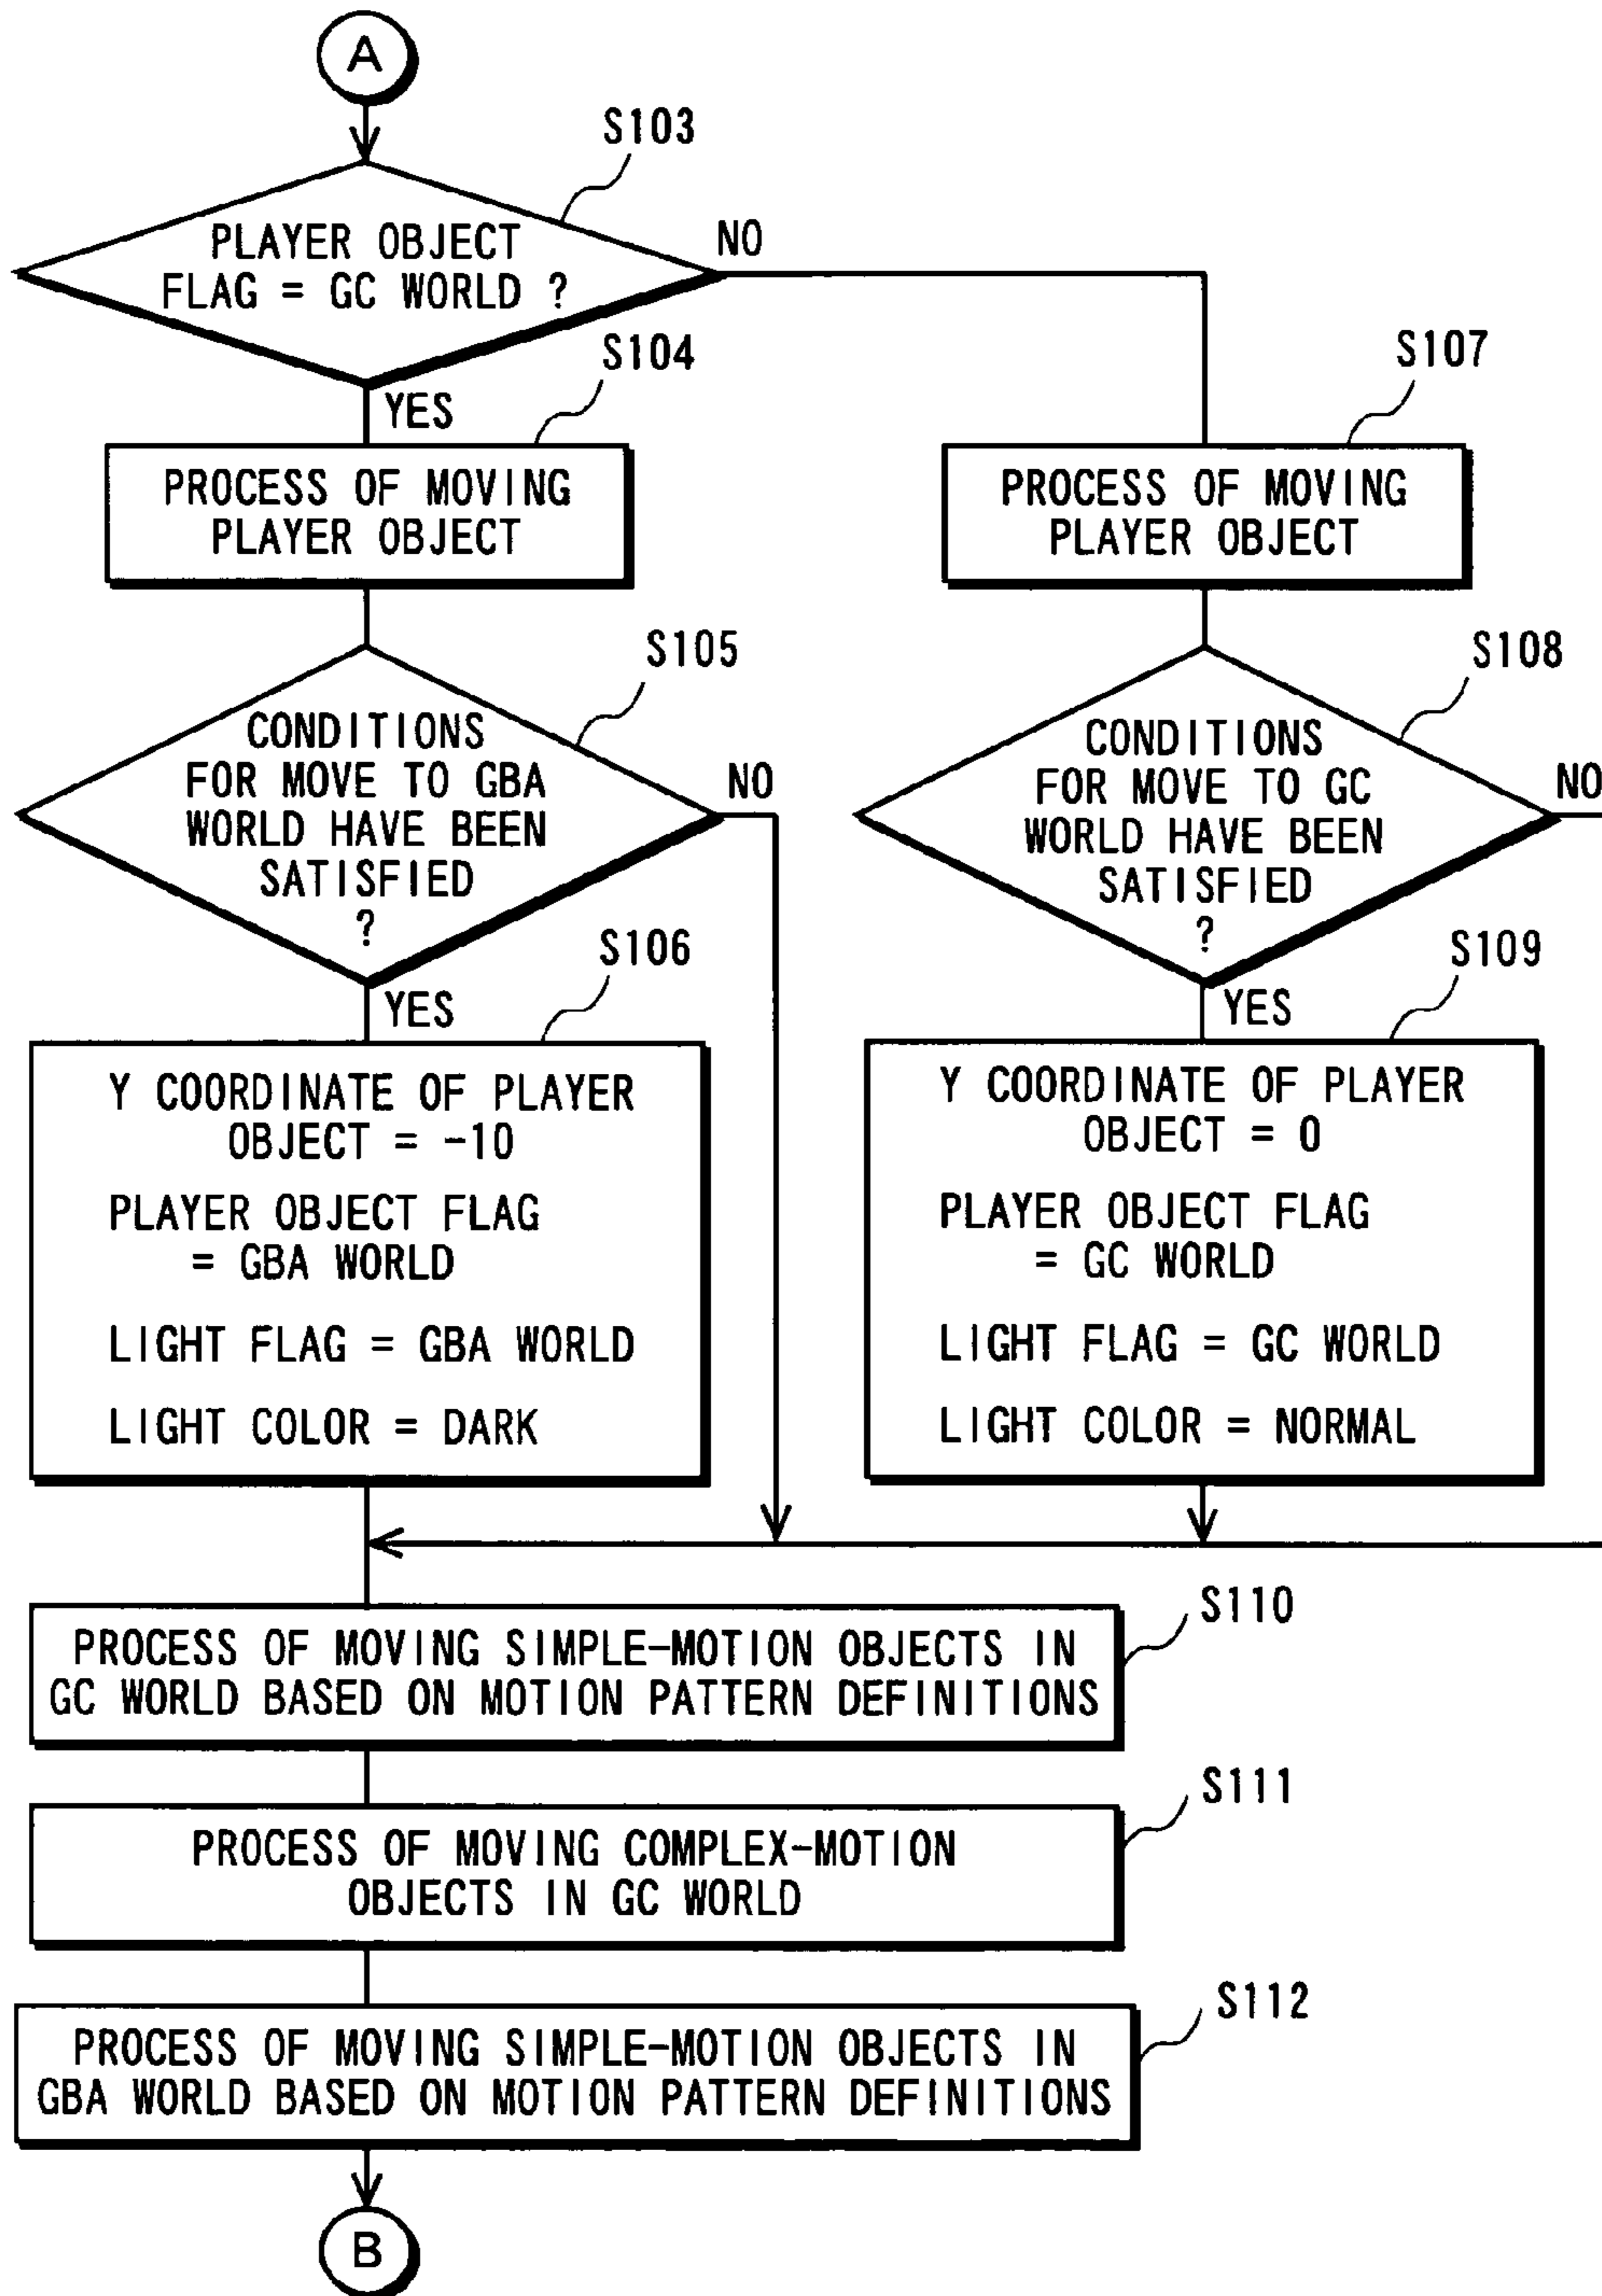 A
S103
PLAYER OBJECT
FLAG = GC WORLD ?
NO
YES
S104
PROCESS OF MOVING
PLAYER OBJECT
S107
PROCESS OF MOVING
PLAYER OBJECT
S105
CONDITIONS
FOR MOVE TO GBA
WORLD HAVE BEEN
SATISFIED
?
NO
YES
S108
CONDITIONS
FOR MOVE TO GC
WORLD HAVE BEEN
SATISFIED
?
NO
YES
S106
Y COORDINATE OF PLAYER
OBJECT = -10
PLAYER OBJECT FLAG
= GBA WORLD
LIGHT FLAG = GBA WORLD
LIGHT COLOR = DARK
S109
Y COORDINATE OF PLAYER
OBJECT = 0
PLAYER OBJECT FLAG
= GC WORLD
LIGHT FLAG = GC WORLD
LIGHT COLOR = NORMAL
S110
PROCESS OF MOVING SIMPLE-MOTION OBJECTS IN
GC WORLD BASED ON MOTION PATTERN DEFINITIONS
S111
PROCESS OF MOVING COMPLEX-MOTION
OBJECTS IN GC WORLD
S112
PROCESS OF MOVING SIMPLE-MOTION OBJECTS IN
GBA WORLD BASED ON MOTION PATTERN DEFINITIONS
B